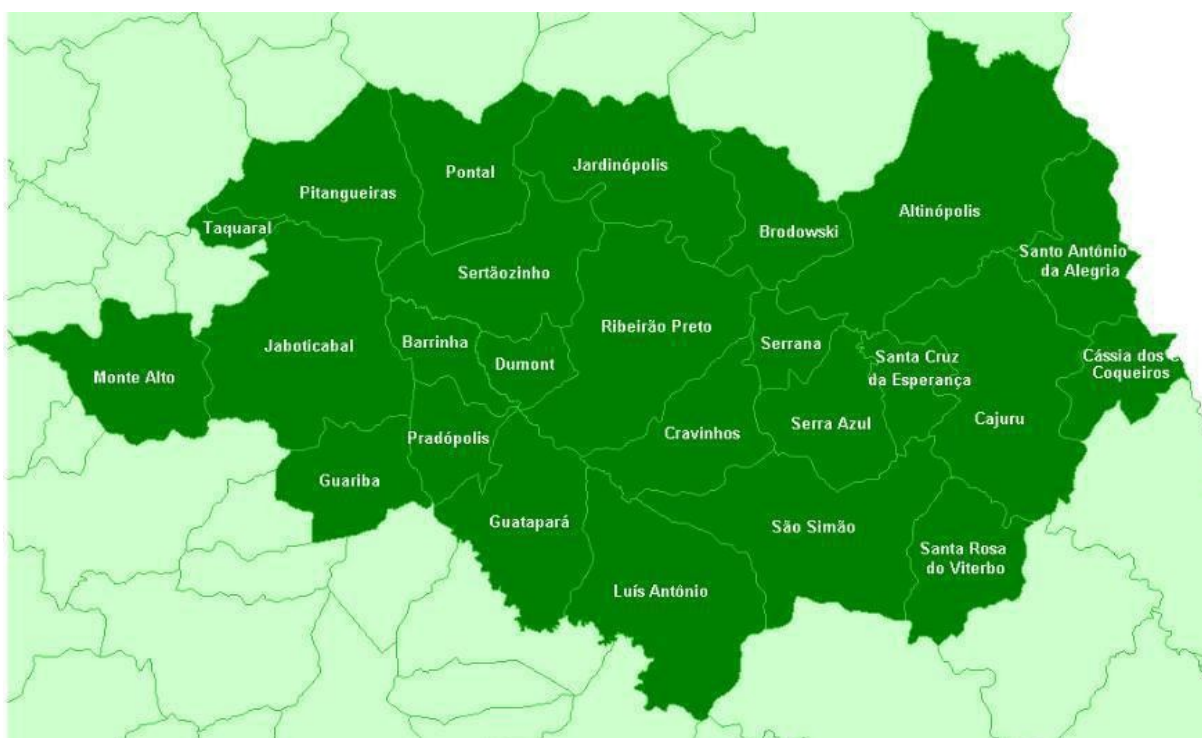 Pontal
Jardinópolis
Pitangueiras
Altinópolis
Taquaral
Brodowski
Santo Antônio
da Alegria
Sertãozinho
Ribeirão Preto
Jaboticabal
Barrinha
Serrana
Dumont
Santa Cruz
da Esperança
Cássia dos
Coqueiros
Monte Alto
Cravinhos
Serra Azul
Cajuru
Pradópolis
Guariba
Guatapará
São Simão
Santa Rosa
do Viterbo
Luís Antônio